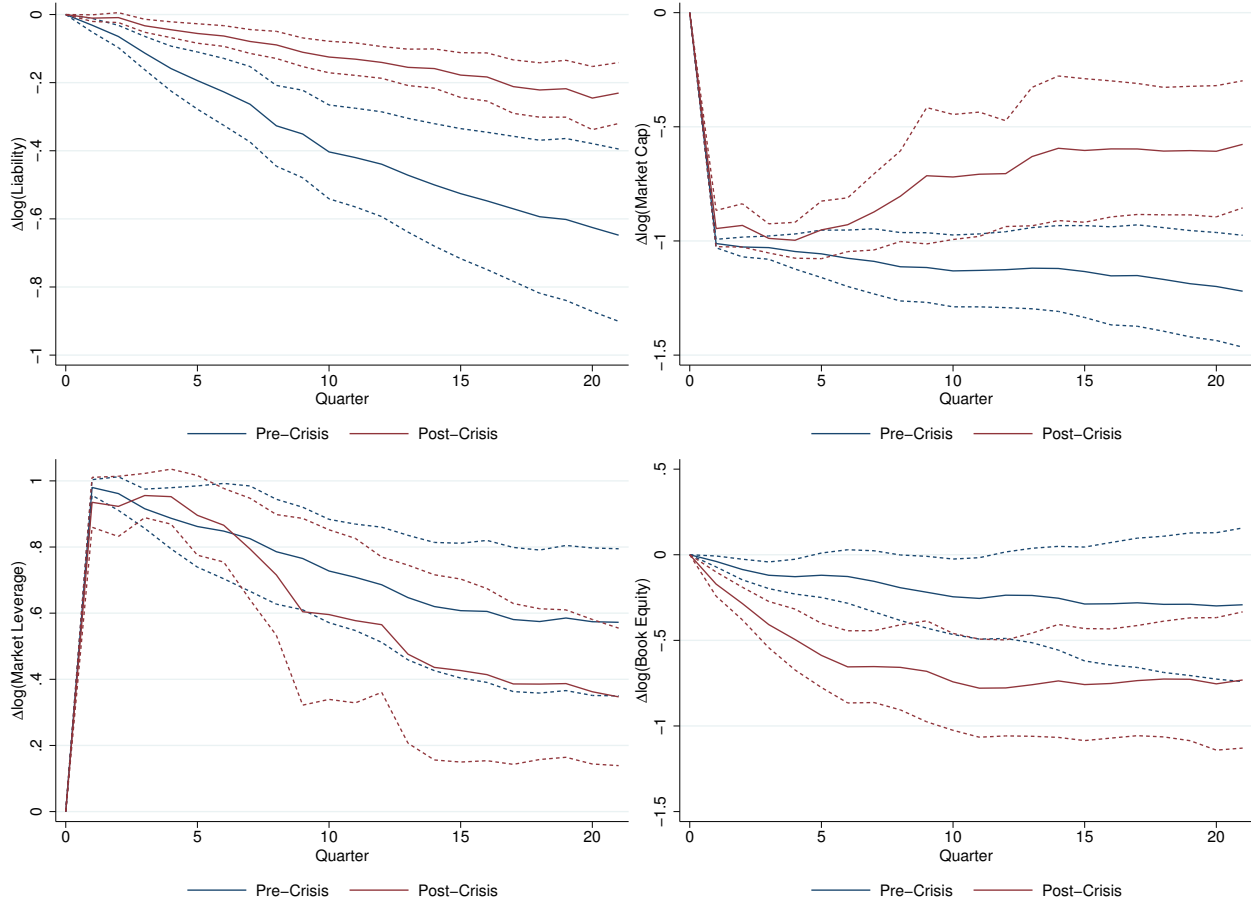 Δlog(Liability)
0
−.2
−.4
−.6
−.8
−1
0 5 10 15 20
Quarter
Pre−Crisis Post−Crisis
Δlog(Market Cap)
0
−.5
−1
−1.5
0 5 10 15 20
Quarter
Pre−Crisis Post−Crisis
Δlog(Market Leverage)
1
.8
.6
.4
.2
0
0 5 10 15 20
Quarter
Pre−Crisis Post−Crisis
Δlog(Book Equity)
.5
0
−.5
−1
−1.5
0 5 10 15 20
Quarter
Pre−Crisis Post−Crisis